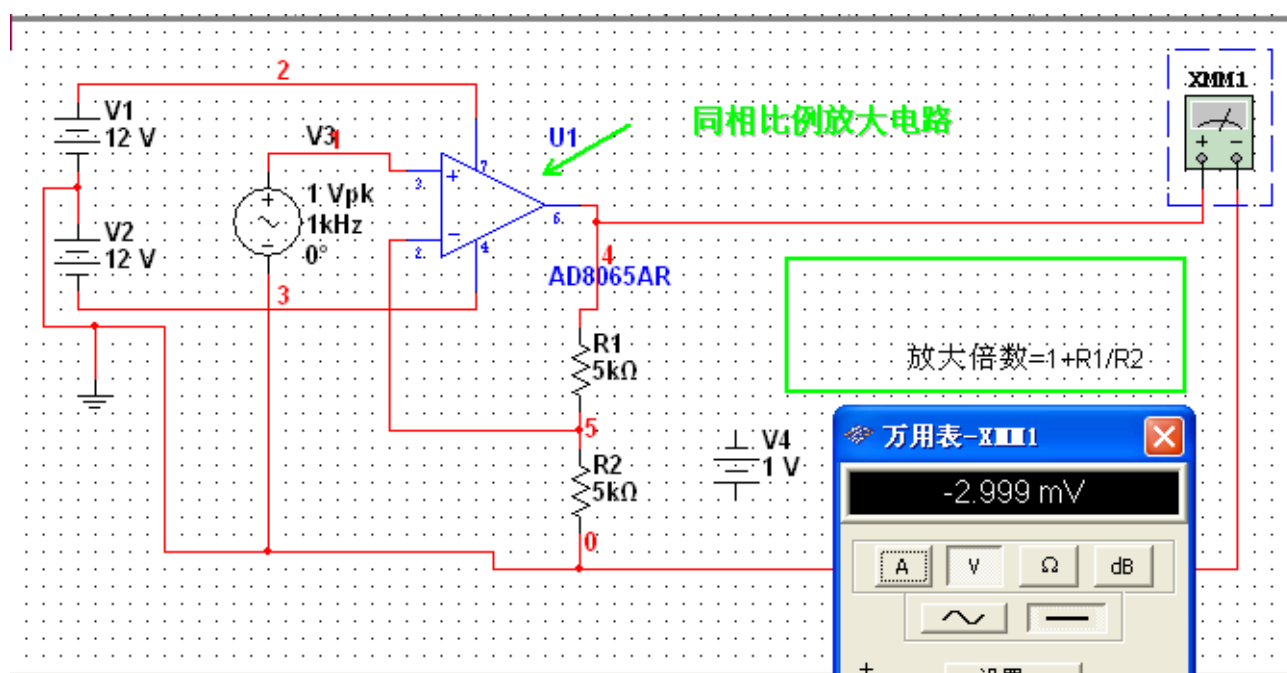 2
XMM1
V1
12 V
V3
1
U1
同相比例放大电路
+ −
7
3
+
1 Vpk
1kHz
0°
6
V2
12 V
−
2
4
4
AD8065AR
3
R1
5kΩ
放大倍数=1+R1/R2
5
V4
1 V
万用表-XMM1
R2
5kΩ
-2.999 mV
0
A V Ω dB
+
设置...